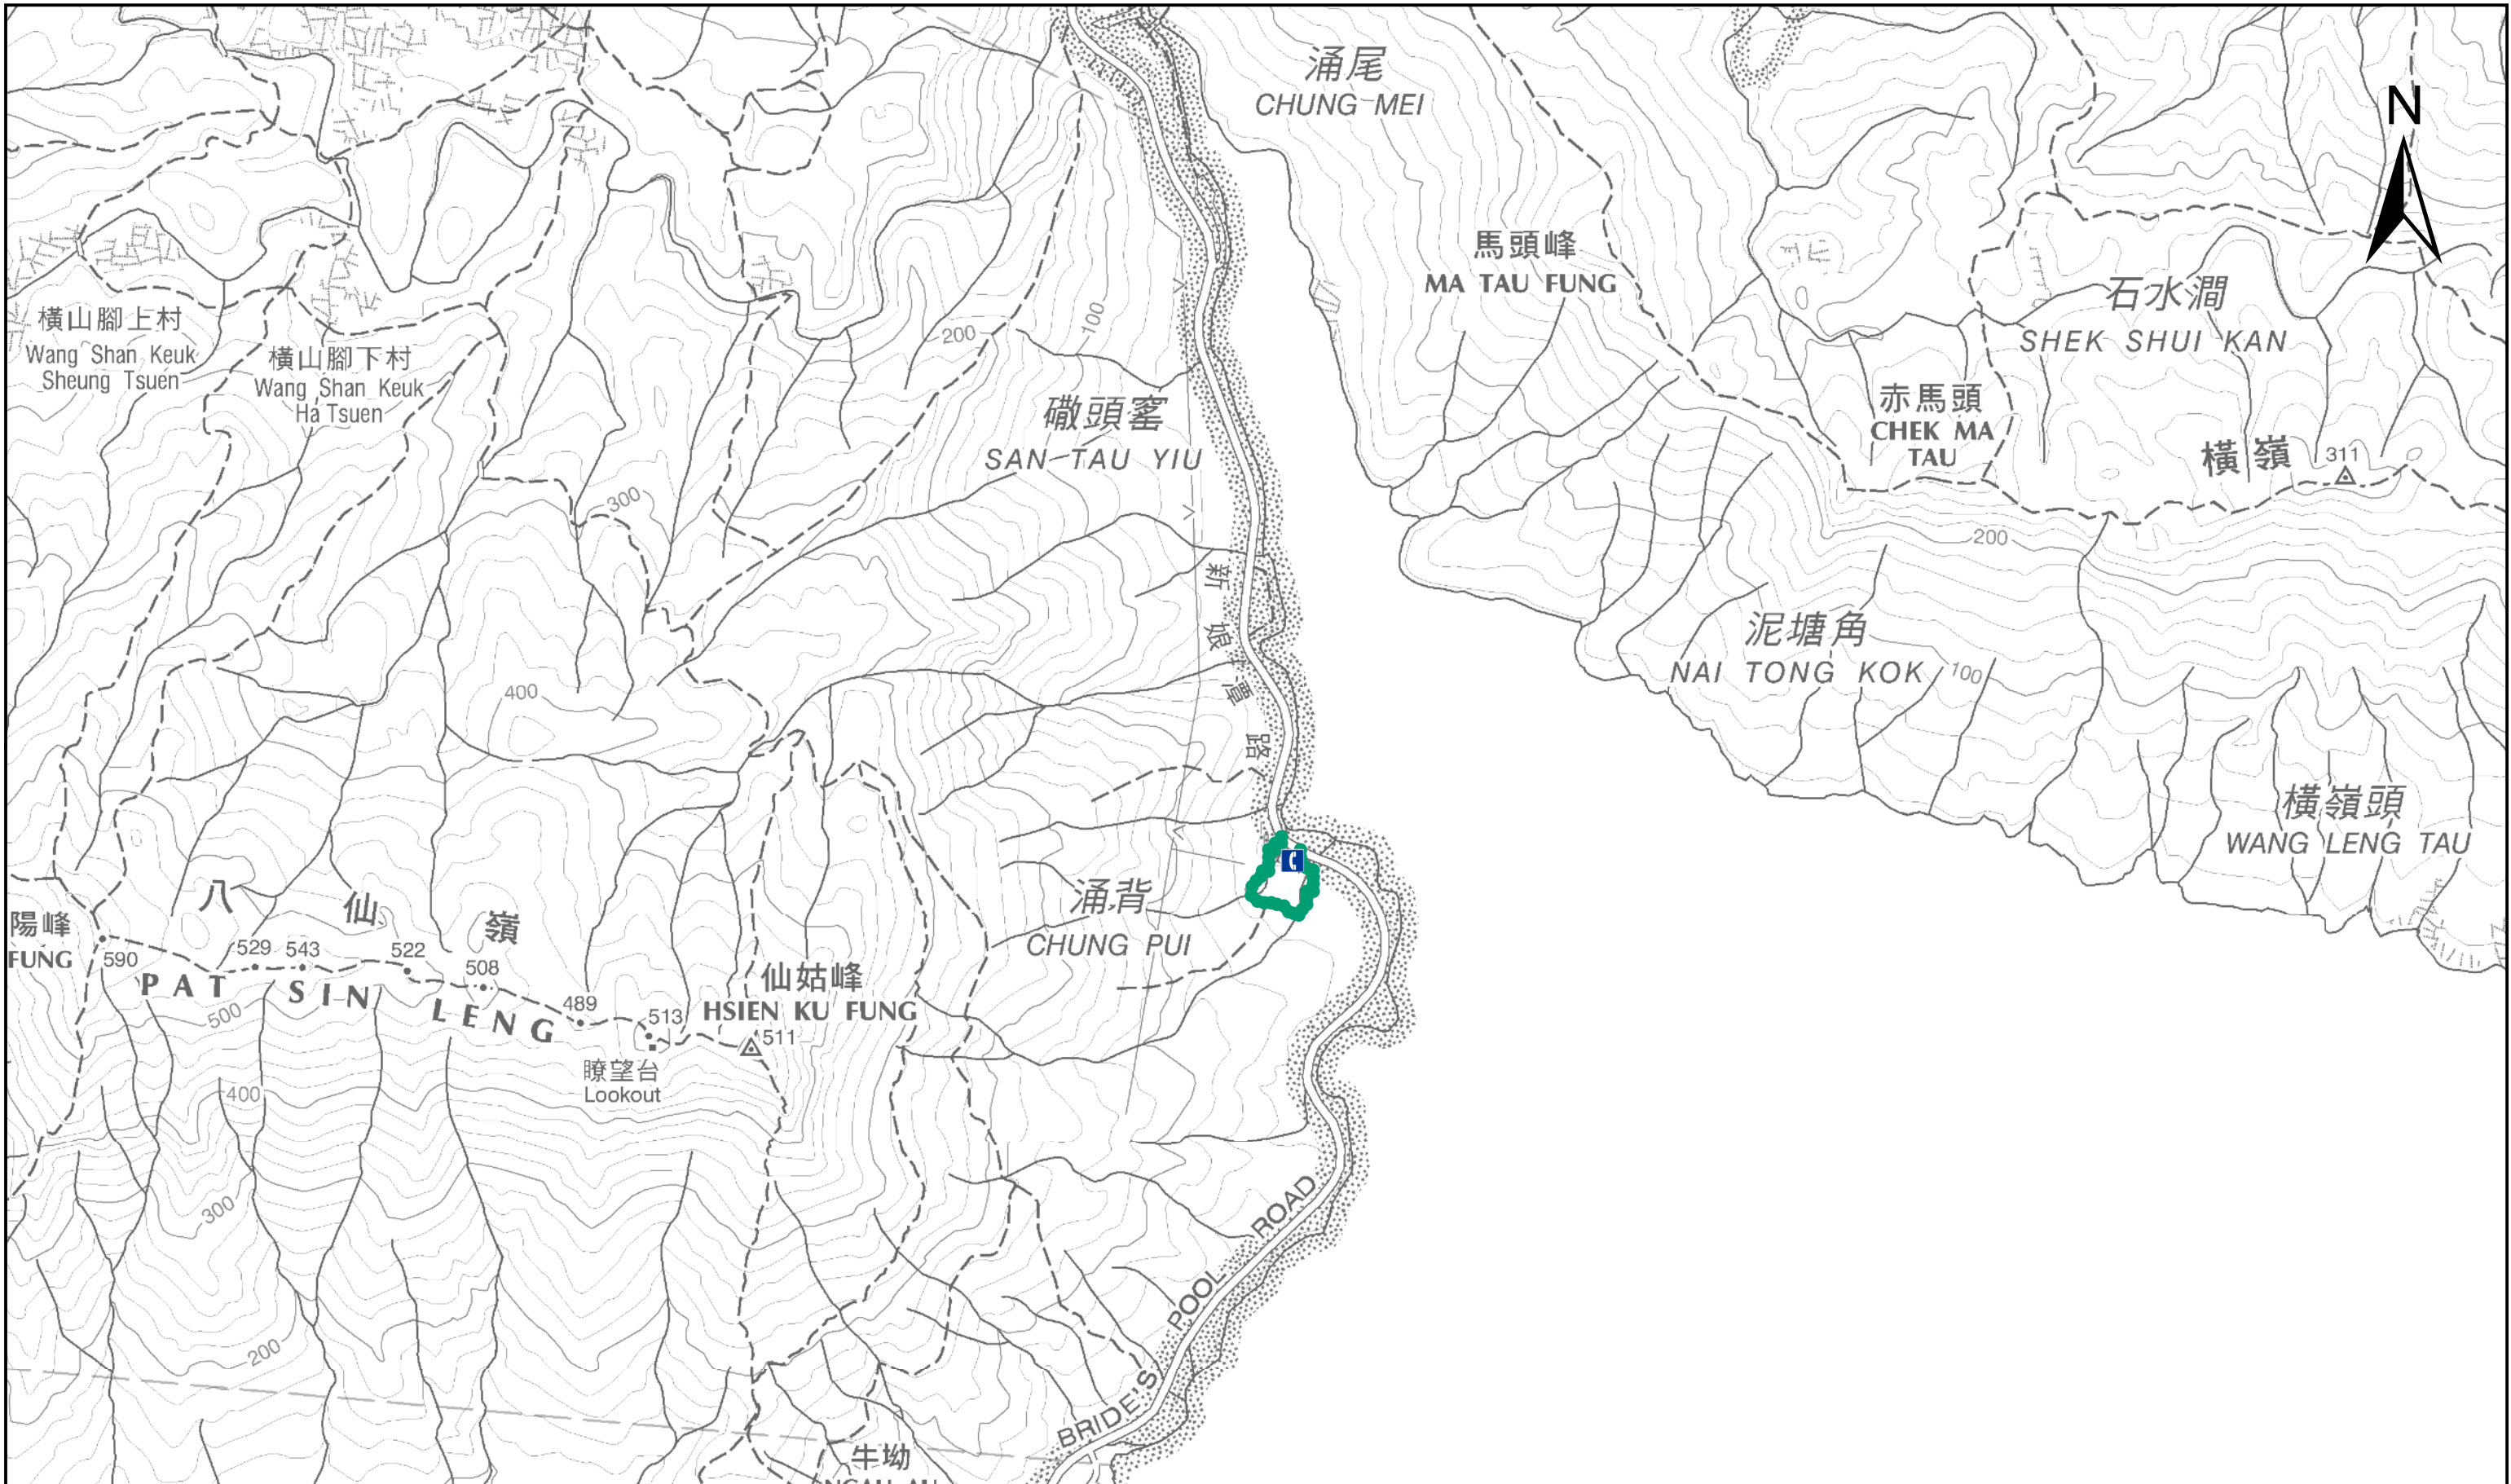 涌尾
CHUNG MEI
N
馬頭峰
MA TAU FUNG
石水澗
SHEK SHUI KAN
橫山腳上村
Wang Shan Keuk
Sheung Tsuen
橫山腳下村
Wang Shan Keuk
Ha Tsuen
200
100
磡頭窰
SAN TAU YIU
赤馬頭
CHEK MA
TAU
橫嶺
311
300
200
新娘潭路
泥塘角
NAI TONG KOK
100
400
橫嶺頭
WANG LENG TAU
八仙嶺
PAT SIN LENG
陽峰
FUNG
590
529
543
522
508
489
513
瞭望台
Lookout
仙姑峰
HSIEN KU FUNG
511
涌背
CHUNG PUI
500
400
300
200
BRIDE'S POOL ROAD
牛坳
NGAU AU